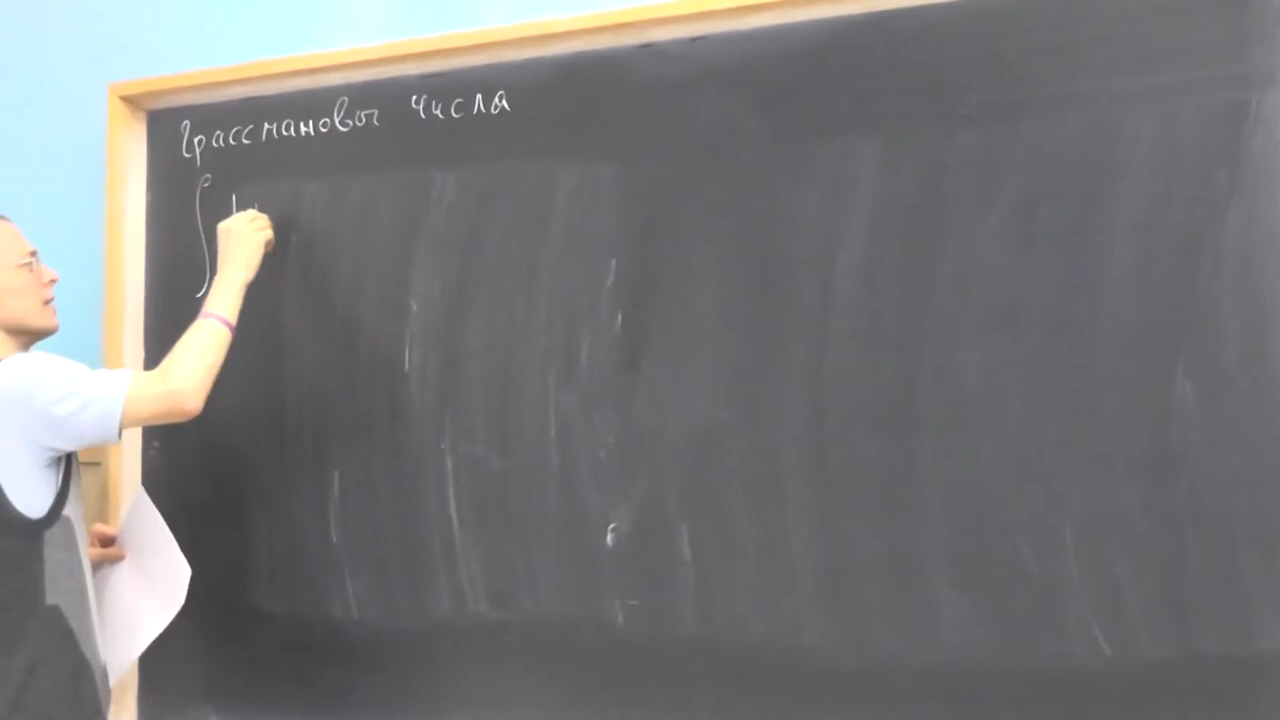 Грассмановы числа
∫